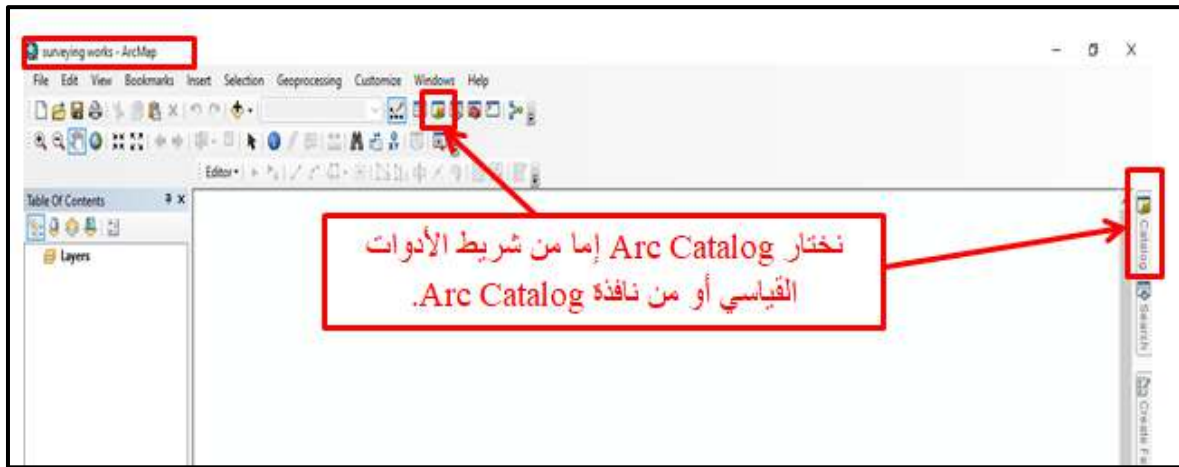 surveying works - ArcMap
File Edit View Bookmarks Insert Selection Geoprocessing Customize Windows Help
Editor
Table Of Contents
Layers
نختار Arc Catalog إما من شريط الأدوات
القياسي أو من نافذة Arc Catalog.
Catalog
Search
Create Fe